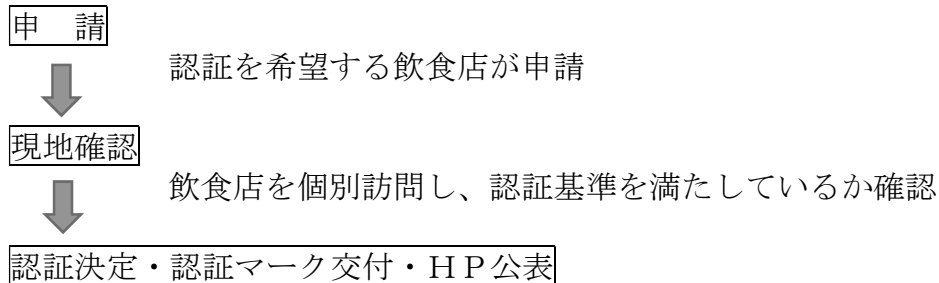 申　請
認証を希望する飲食店が申請
現地確認
飲食店を個別訪問し、認証基準を満たしているか確認
認証決定・認証マーク交付・ＨＰ公表